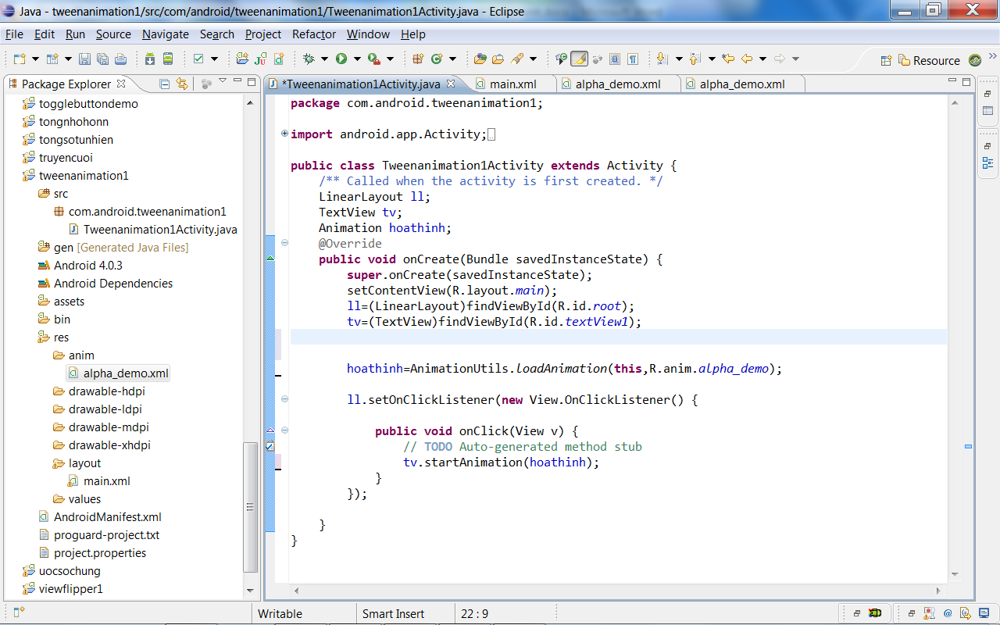 Java - tweenanimation1/src/com/android/tweenanimation1/Tweenanimation1Activity.java - Eclipse
File Edit Run Source Navigate Search Project Refactor Window Help
Resource
Package Explorer
*Tweenanimation1Activity.java main.xml alpha_demo.xml alpha_demo.xml
togglebuttondemo
tongnhohonn
tongsotunhien
truyencuoi
tweenanimation1
src
com.android.tweenanimation1
Tweenanimation1Activity.java
gen [Generated Java Files]
Android 4.0.3
Android Dependencies
assets
bin
res
anim
alpha_demo.xml
drawable-hdpi
drawable-ldpi
drawable-mdpi
drawable-xhdpi
layout
main.xml
values
AndroidManifest.xml
proguard-project.txt
project.properties
uocsochung
viewflipper1
package com.android.tweenanimation1;
import android.app.Activity;
public class Tweenanimation1Activity extends Activity {
/** Called when the activity is first created. */
LinearLayout ll;
TextView tv;
Animation hoathinh;
@Override
public void onCreate(Bundle savedInstanceState) {
super.onCreate(savedInstanceState);
setContentView(R.layout.main);
ll=(LinearLayout)findViewById(R.id.root);
tv=(TextView)findViewById(R.id.textView1);
hoathinh=AnimationUtils.loadAnimation(this,R.anim.alpha_demo);
ll.setOnClickListener(new View.OnClickListener() {
public void onClick(View v) {
// TODO Auto-generated method stub
tv.startAnimation(hoathinh);
}
});
}
}
Writable Smart Insert 22 : 9